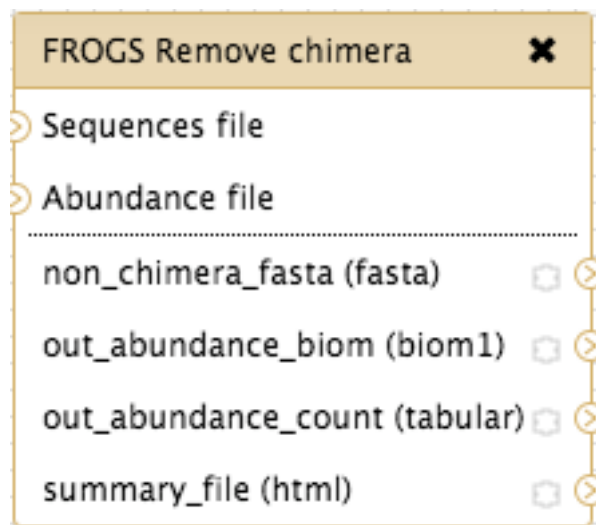 FROGS Remove chimera
Sequences file
Abundance file
non_chimera_fasta (fasta)
out_abundance_biom (biom1)
out_abundance_count (tabular)
summary_file (html)